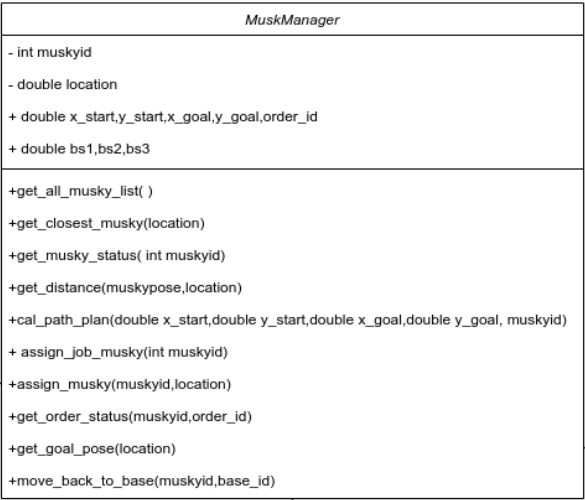 MuskManager
- int muskyid
- double location
+ double x_start,y_start,x_goal,y_goal,order_id
+ double bs1,bs2,bs3
+get_all_musky_list( )
+get_closest_musky(location)
+get_musky_status( int muskyid)
+get_distance(muskypose,location)
+cal_path_plan(double x_start,double y_start,double x_goal,double y_goal, muskyid)
+ assign_job_musky(int muskyid)
+assign_musky(muskyid,location)
+get_order_status(muskyid,order_id)
+get_goal_pose(location)
+move_back_to_base(muskyid,base_id)